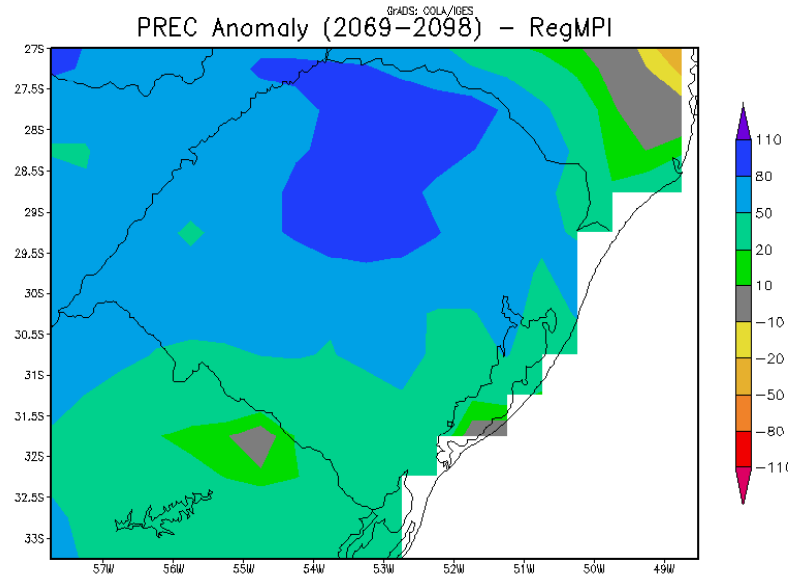 GrADS: COLA/IGES
PREC Anomaly (2069−2098) − RegMPI
27S
27.5S
28S
28.5S
29S
29.5S
30S
30.5S
31S
31.5S
32S
32.5S
33S
57W 56W 55W 54W 53W 52W 51W 50W 49W
110
80
50
20
10
−10
−20
−50
−80
−110